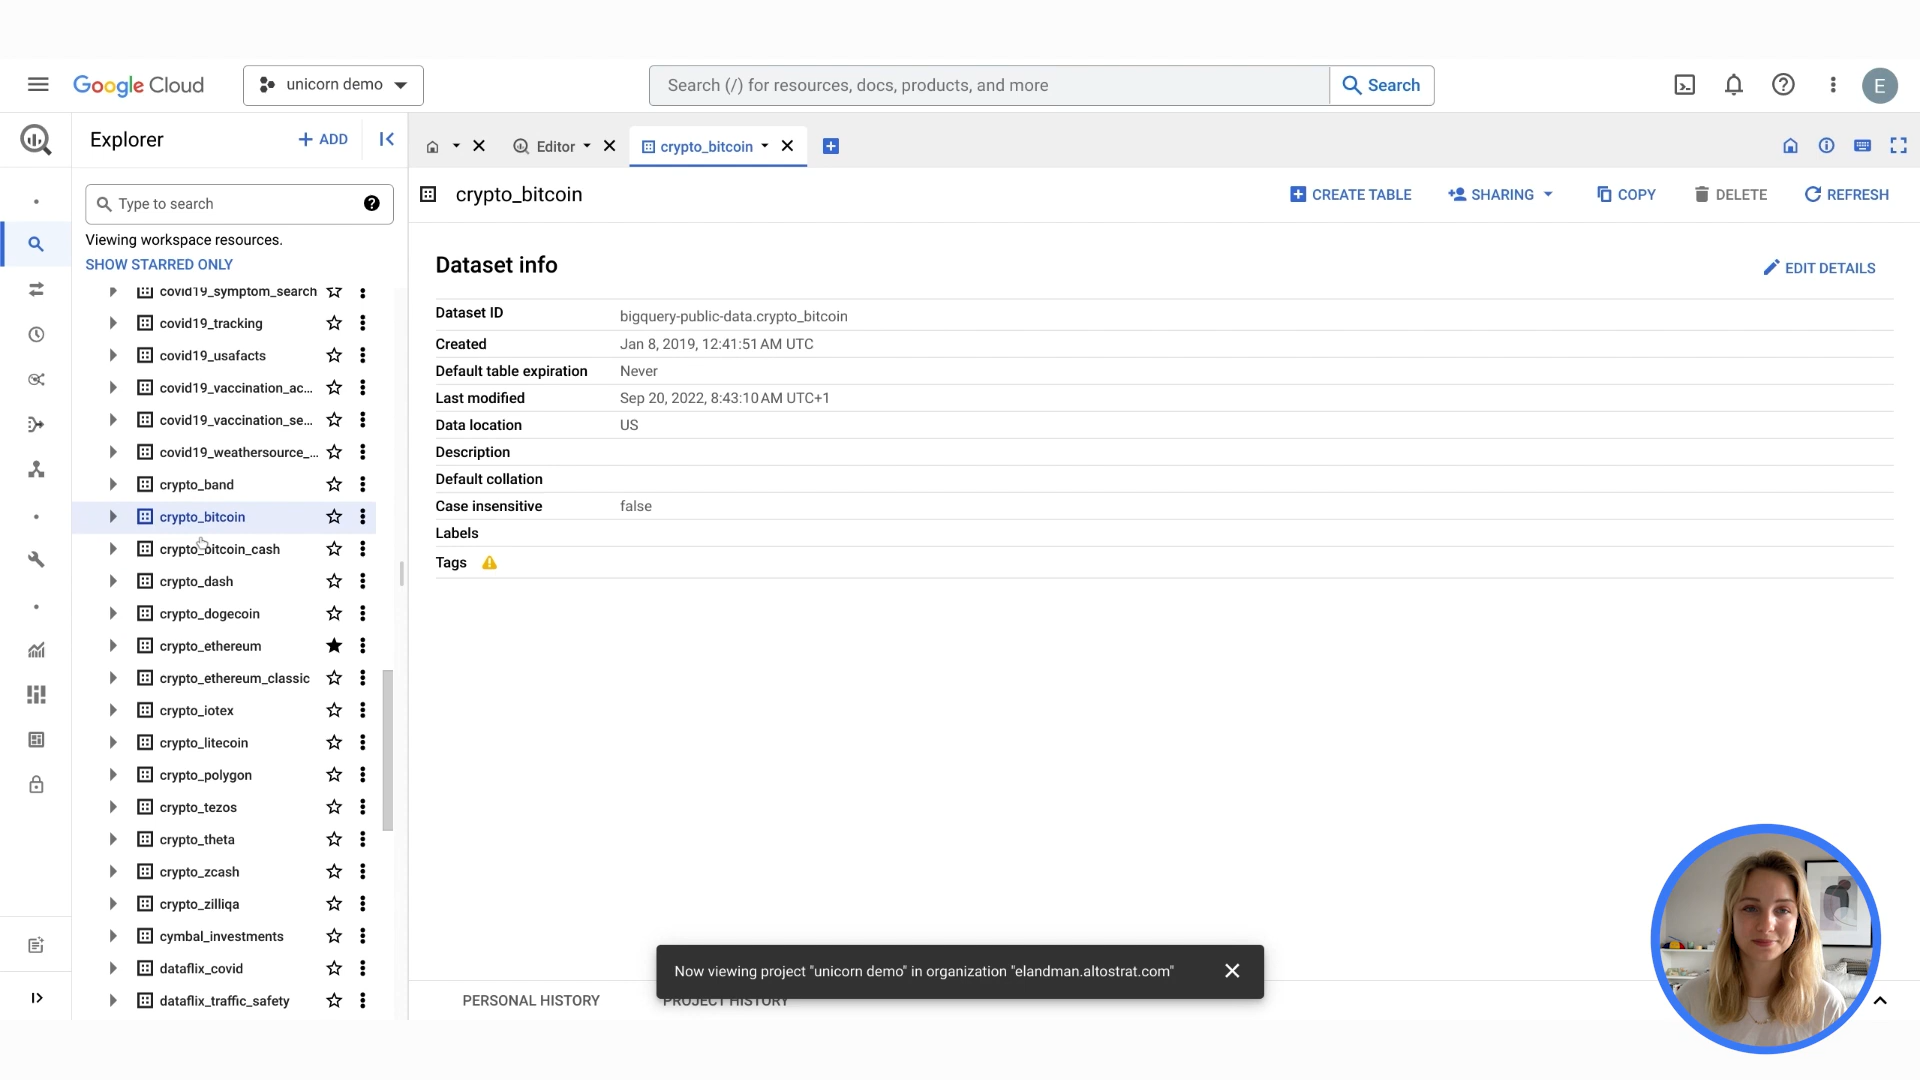 Google Cloud
unicorn demo
Search (/) for resources, docs, products, and more
Search
E
Explorer
ADD
Editor
crypto_bitcoin
Type to search
crypto_bitcoin
CREATE TABLE
SHARING
COPY
DELETE
REFRESH
Viewing workspace resources.
SHOW STARRED ONLY
covid19_symptom_search
covid19_tracking
covid19_usafacts
covid19_vaccination_ac...
covid19_vaccination_se...
covid19_weathersource_...
crypto_band
crypto_bitcoin
crypto_bitcoin_cash
crypto_dash
crypto_dogecoin
crypto_ethereum
crypto_ethereum_classic
crypto_iotex
crypto_litecoin
crypto_polygon
crypto_tezos
crypto_theta
crypto_zcash
crypto_zilliqa
cymbal_investments
dataflix_covid
dataflix_traffic_safety
Dataset info
EDIT DETAILS
Dataset ID bigquery-public-data.crypto_bitcoin
Created Jan 8, 2019, 12:41:51 AM UTC
Default table expiration Never
Last modified Sep 20, 2022, 8:43:10 AM UTC+1
Data location US
Description
Default collation
Case insensitive false
Labels
Tags
Now viewing project "unicorn demo" in organization "elandman.altostrat.com"
PERSONAL HISTORY
PROJECT HISTORY